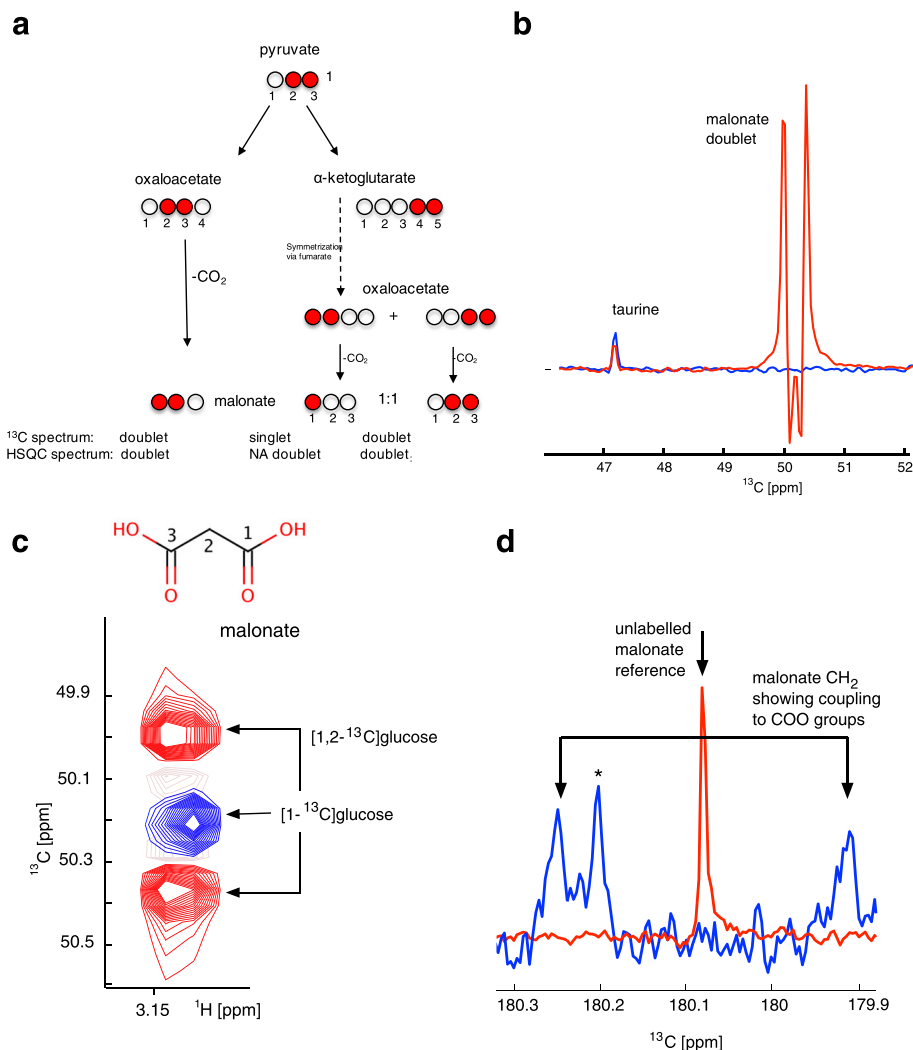 a
pyruvate
1
1 2 3
oxaloacetate
1 2 3 4
α-ketoglutarate
1 2 3 4 5
-CO2
Symmetrization
via fumarate
oxaloacetate
+
-CO2
-CO2
malonate
1:1
1 2 3
1 2 3
13C spectrum: doublet singlet doublet
HSQC spectrum: doublet NA doublet doublet
b
malonate
doublet
taurine
47 48 49 50 51 52
13C [ppm]
c
HO 3 1 OH
2
O O
malonate
49.9
50.1
50.3
50.5
13C [ppm]
[1,2-13C]glucose
[1-13C]glucose
3.15 1H [ppm]
d
unlabelled
malonate
reference
malonate CH2
showing coupling
to COO groups
*
180.3 180.2 180.1 180 179.9
13C [ppm]